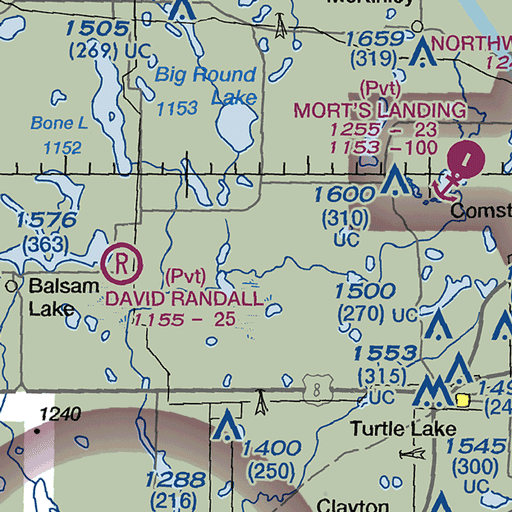 McKinley
1505
(269) UC
1659
(319)
NORTHW
Big Round
Lake
1153
(Pvt)
MORT'S LANDING
1255 - 23
1153 - 100
Bone L
1152
1600
(310)
UC
Comst
1576
(363)
R
(Pvt)
DAVID RANDALL
1155 - 25
Balsam
Lake
1500
(270) UC
1553
(315)
UC
8
1240
Turtle Lake
1400
(250)
1545
(300)
UC
1288
(216)
Clayton